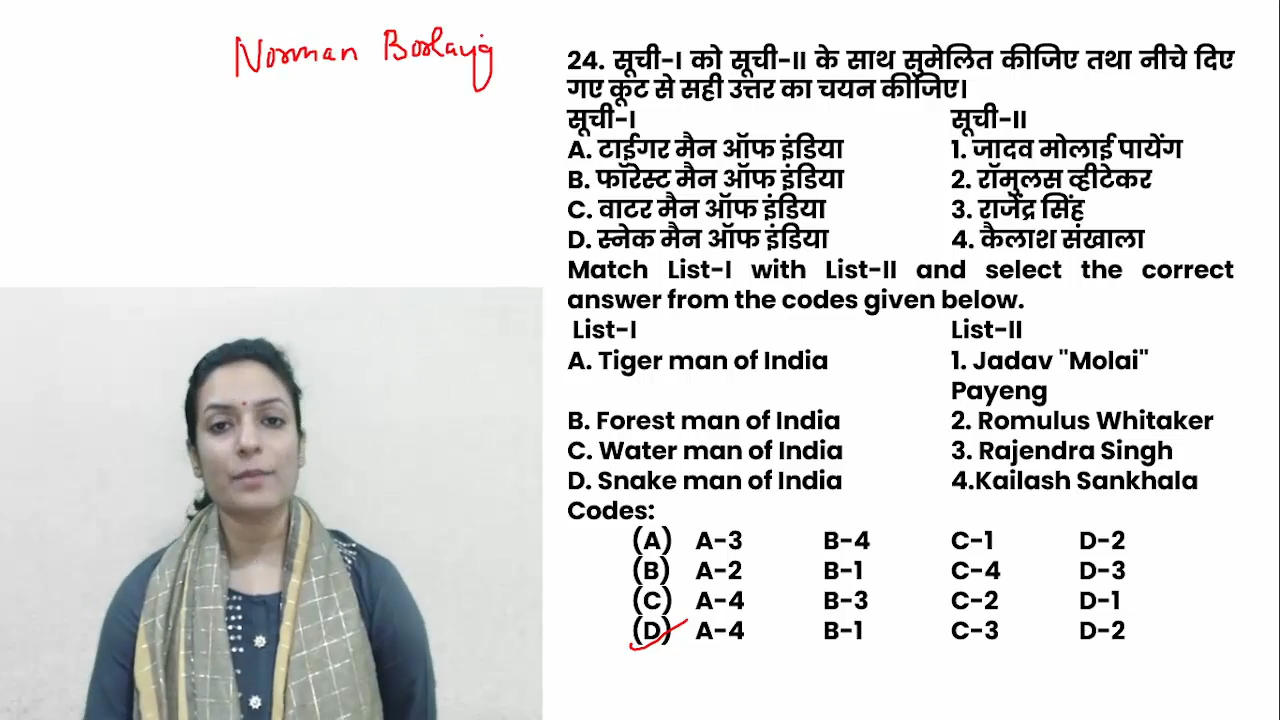 Norman Borlaug
24. सूची-I को सूची-II के साथ सुमेलित कीजिए तथा नीचे दिए
गए कूट से सही उत्तर का चयन कीजिए।
सूची-I सूची-II
A. टाईगर मैन ऑफ इंडिया 1. जादव मोलाई पायेंग
B. फॉरेस्ट मैन ऑफ इंडिया 2. रॉमुलस व्हीटेकर
C. वाटर मैन ऑफ इंडिया 3. राजेंद्र सिंह
D. स्नेक मैन ऑफ इंडिया 4. कैलाश संखाला
Match List-I with List-II and select the correct
answer from the codes given below.
List-I List-II
A. Tiger man of India 1. Jadav "Molai"
Payeng
B. Forest man of India 2. Romulus Whitaker
C. Water man of India 3. Rajendra Singh
D. Snake man of India 4.Kailash Sankhala
Codes:
(A) A-3 B-4 C-1 D-2
(B) A-2 B-1 C-4 D-3
(C) A-4 B-3 C-2 D-1
(D) A-4 B-1 C-3 D-2